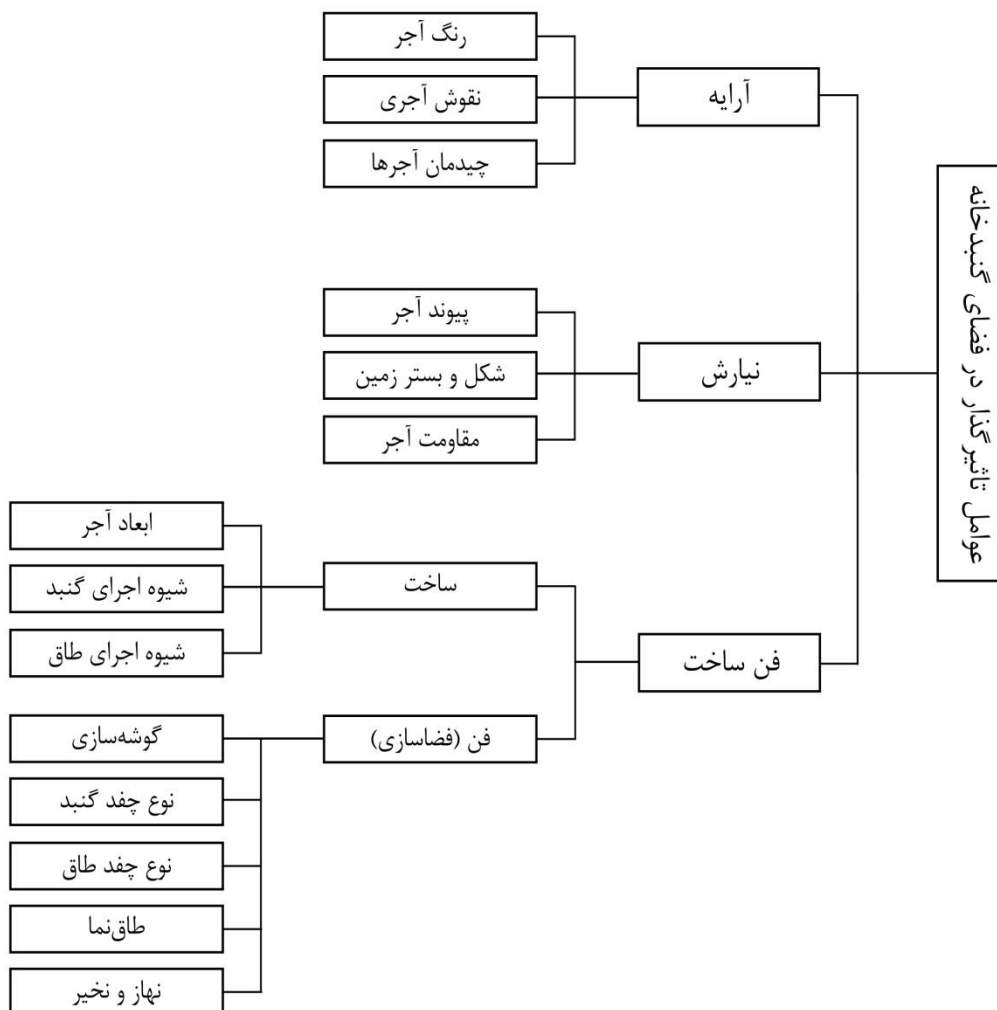 عوامل تاثیرگذار در فضای گنبدخانه
آرایه
رنگ آجر
نقوش آجری
چیدمان آجرها
نیارش
پیوند آجر
شکل و بستر زمین
مقاومت آجر
فن ساخت
ساخت
ابعاد آجر
شیوه اجرای گنبد
شیوه اجرای طاق
فن (فضاسازی)
گوشه‌سازی
نوع چفد گنبد
نوع چفد طاق
طاق‌نما
نهاز و نخیر